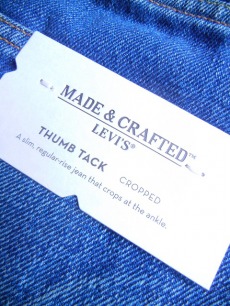 MADE & CRAFTED™
LEVI'S®
THUMB TACK CROPPED
A slim, regular-rise jean that crops at the ankle.